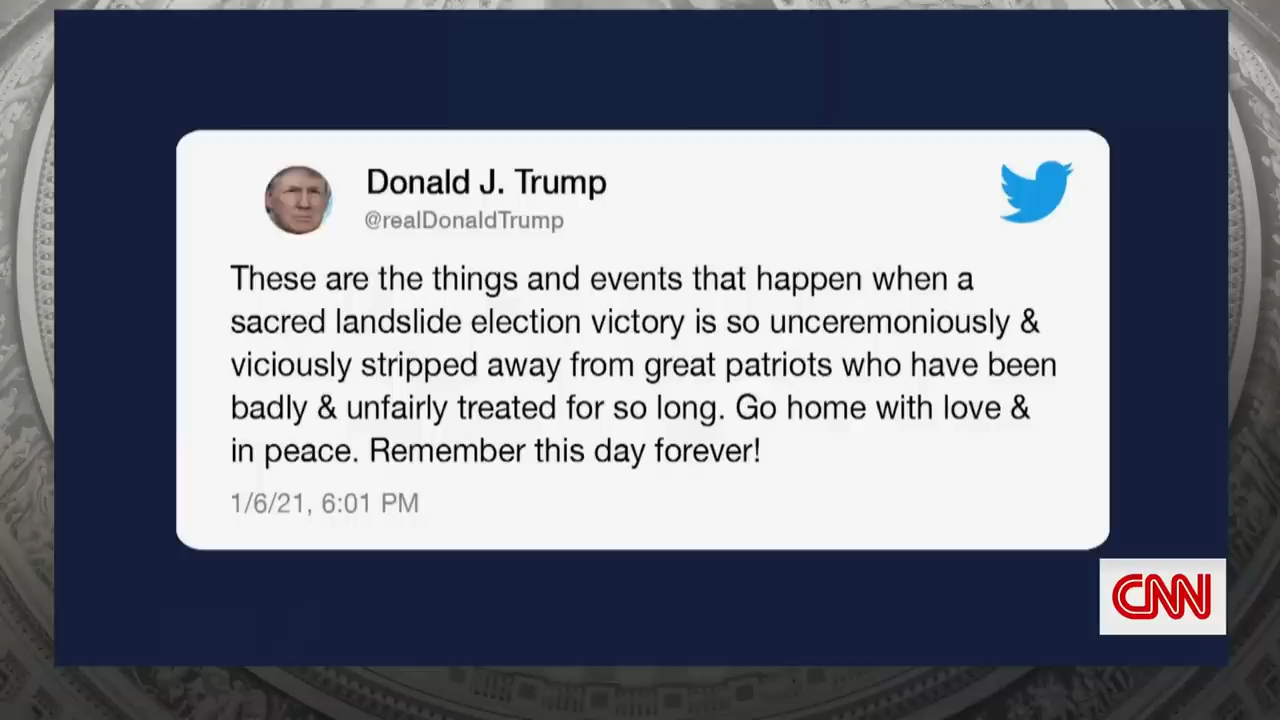 Donald J. Trump
@realDonaldTrump
These are the things and events that happen when a
sacred landslide election victory is so unceremoniously &
viciously stripped away from great patriots who have been
badly & unfairly treated for so long. Go home with love &
in peace. Remember this day forever!
1/6/21, 6:01 PM
CNN